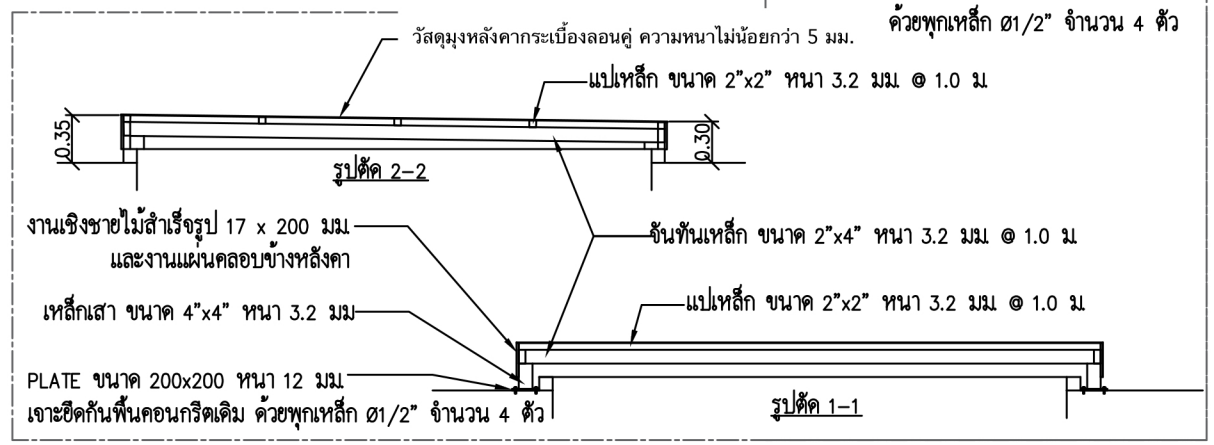 ด้วยพุกเหล็ก Ø1/2" จำนวน 4 ตัว
วัสดุมุงหลังคากระเบื้องลอนคู่ ความหนาไม่น้อยกว่า 5 มม.
แปเหล็ก ขนาด 2"x2" หนา 3.2 มม. @ 1.0 ม.
0.35
0.30
รูปตัด 2-2
งานเชิงชายไม้สำเร็จรูป 17 x 200 มม.
และงานแผ่นคลอบข้างหลังคา
จันทันเหล็ก ขนาด 2"x4" หนา 3.2 มม. @ 1.0 ม.
เหล็กเสา ขนาด 4"x4" หนา 3.2 มม.
แปเหล็ก ขนาด 2"x2" หนา 3.2 มม. @ 1.0 ม.
PLATE ขนาด 200x200 หนา 12 มม.
เจาะยึดกับพื้นคอนกรีตเดิม ด้วยพุกเหล็ก Ø1/2" จำนวน 4 ตัว
รูปตัด 1-1